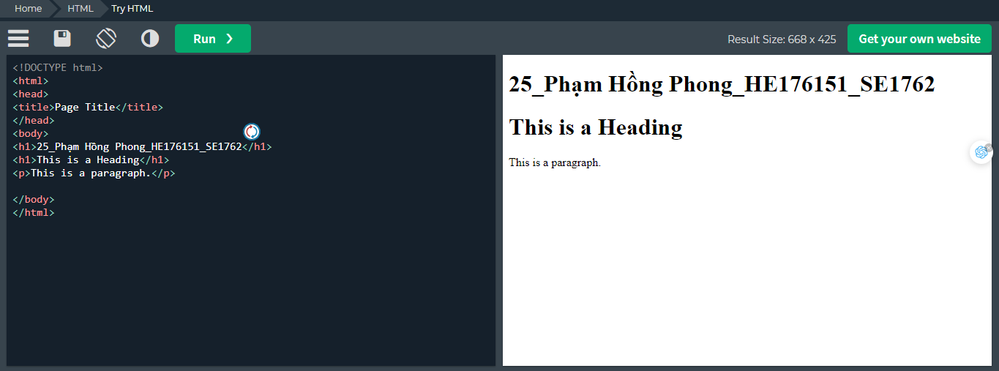 Home HTML Try HTML
Run ❯ Result Size: 668 x 425 Get your own website
<!DOCTYPE html>
<html>
<head>
<title>Page Title</title>
</head>
<body>
<h1>25_Phạm Hồng Phong_HE176151_SE1762</h1>
<h1>This is a Heading</h1>
<p>This is a paragraph.</p>
</body>
</html>
25_Phạm Hồng Phong_HE176151_SE1762
This is a Heading
This is a paragraph.